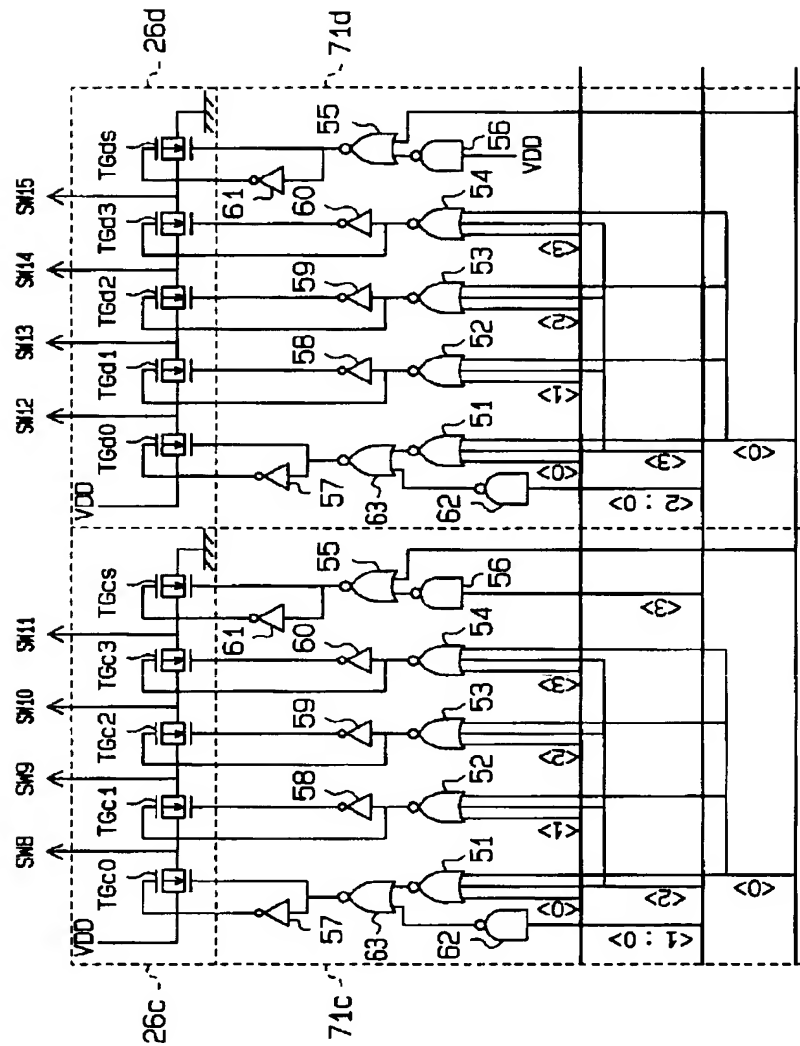 26c
26d
SW8
SW9
SW10
SW11
SW12
SW13
SW14
SW15
VDD
TGc0
TGc1
TGc2
TGc3
TGcs
VDD
TGd0
TGd1
TGd2
TGd3
TGds
71c
71d
57
58
59
60
61
57
58
59
60
61
63
62
51
52
53
54
55
56
63
62
51
52
53
54
55
56
VDD
<0>
<1>
<2>
<3>
<0>
<1>
<2>
<3>
<1:0>
<2>
<3>
<2:0>
<3>
<0>
<0>